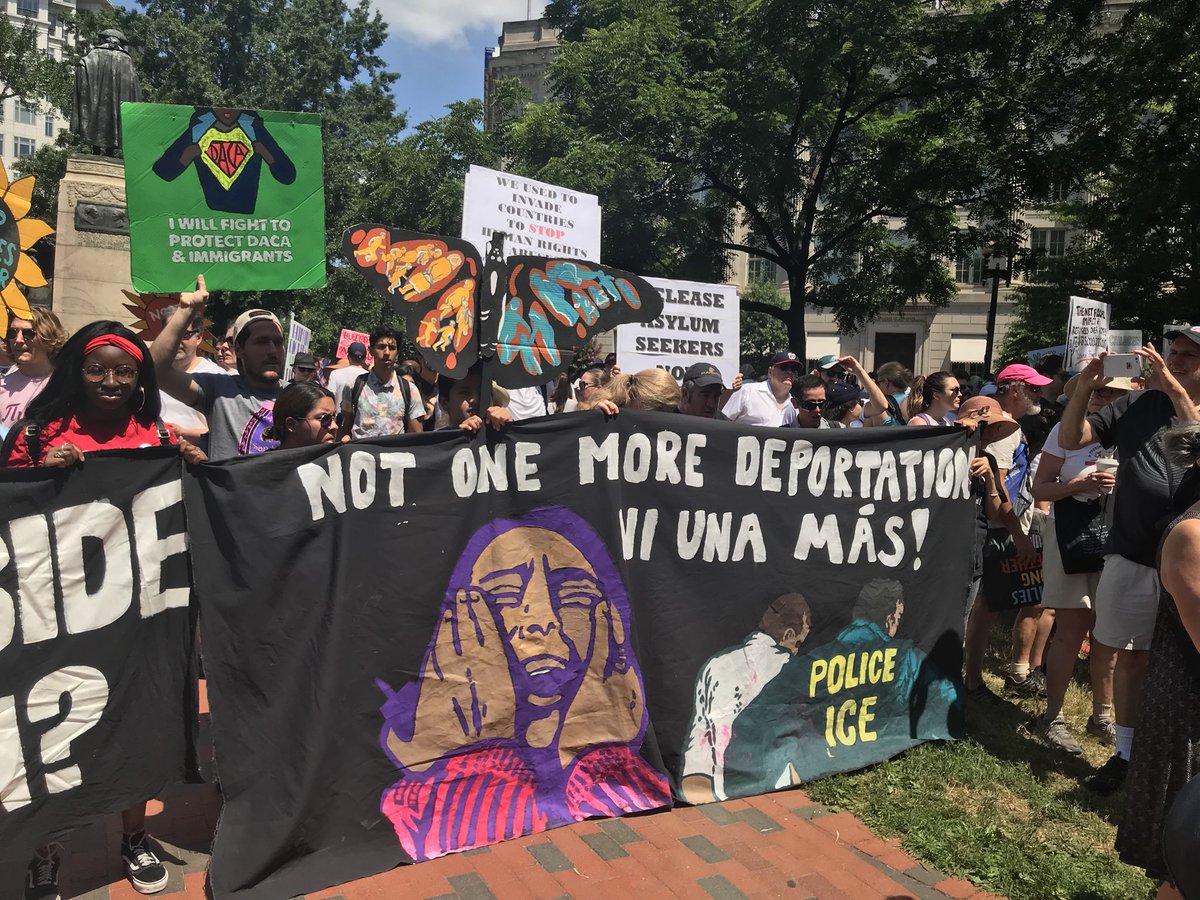 DACA
I WILL FIGHT TO
PROTECT DACA
& IMMIGRANTS
WE USED TO
INVADE
COUNTRIES
TO STOP
HUMAN RIGHTS
RELEASE
ASYLUM
SEEKERS
NOW
NOT ONE MORE DEPORTATION
NI UNA MÁS!
POLICE
ICE
SIDE
?